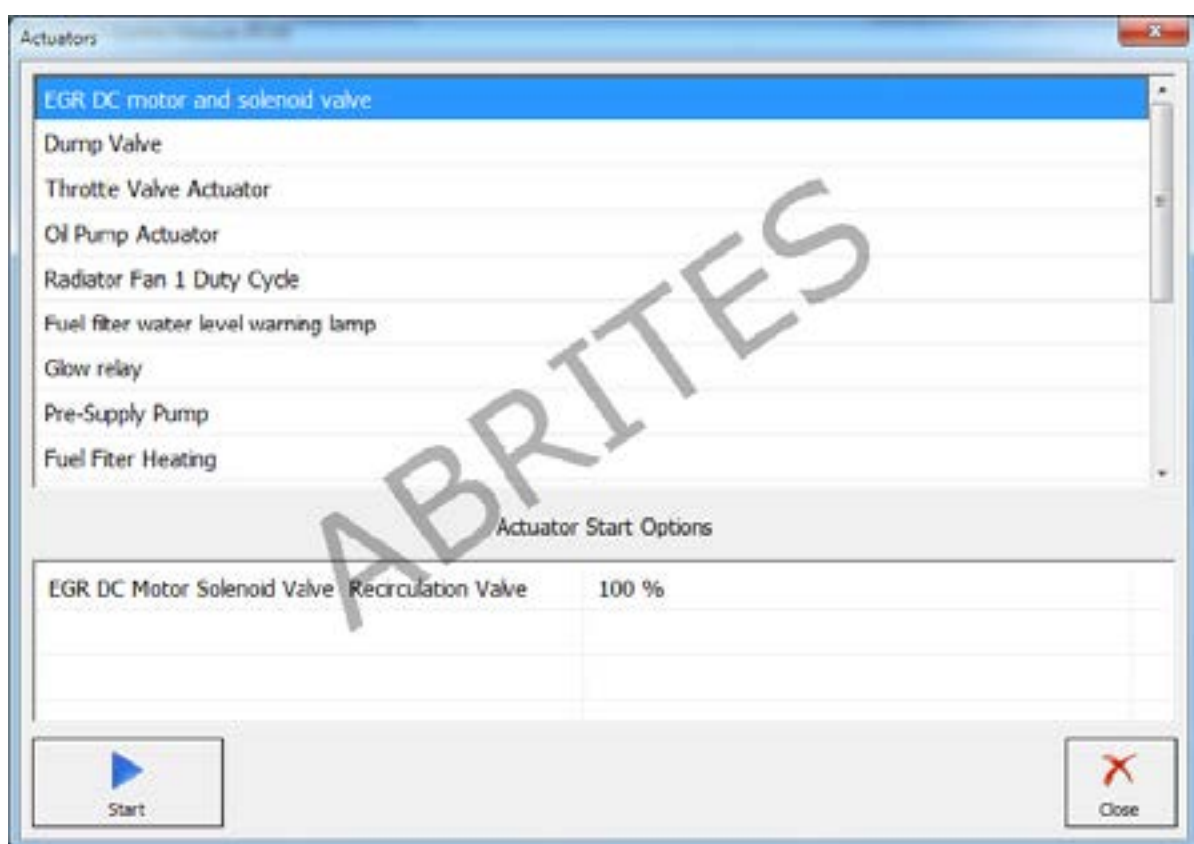 Actuators
EGR DC motor and solenoid valve
Dump Valve
Throtte Valve Actuator
Oil Pump Actuator
Radiator Fan 1 Duty Cycle
Fuel filter water level warning lamp
Glow relay
Pre-Supply Pump
Fuel Fiter Heating
ABRITES
Actuator Start Options
EGR DC Motor Solenoid Valve Recirculation Valve 100 %
Start
Close